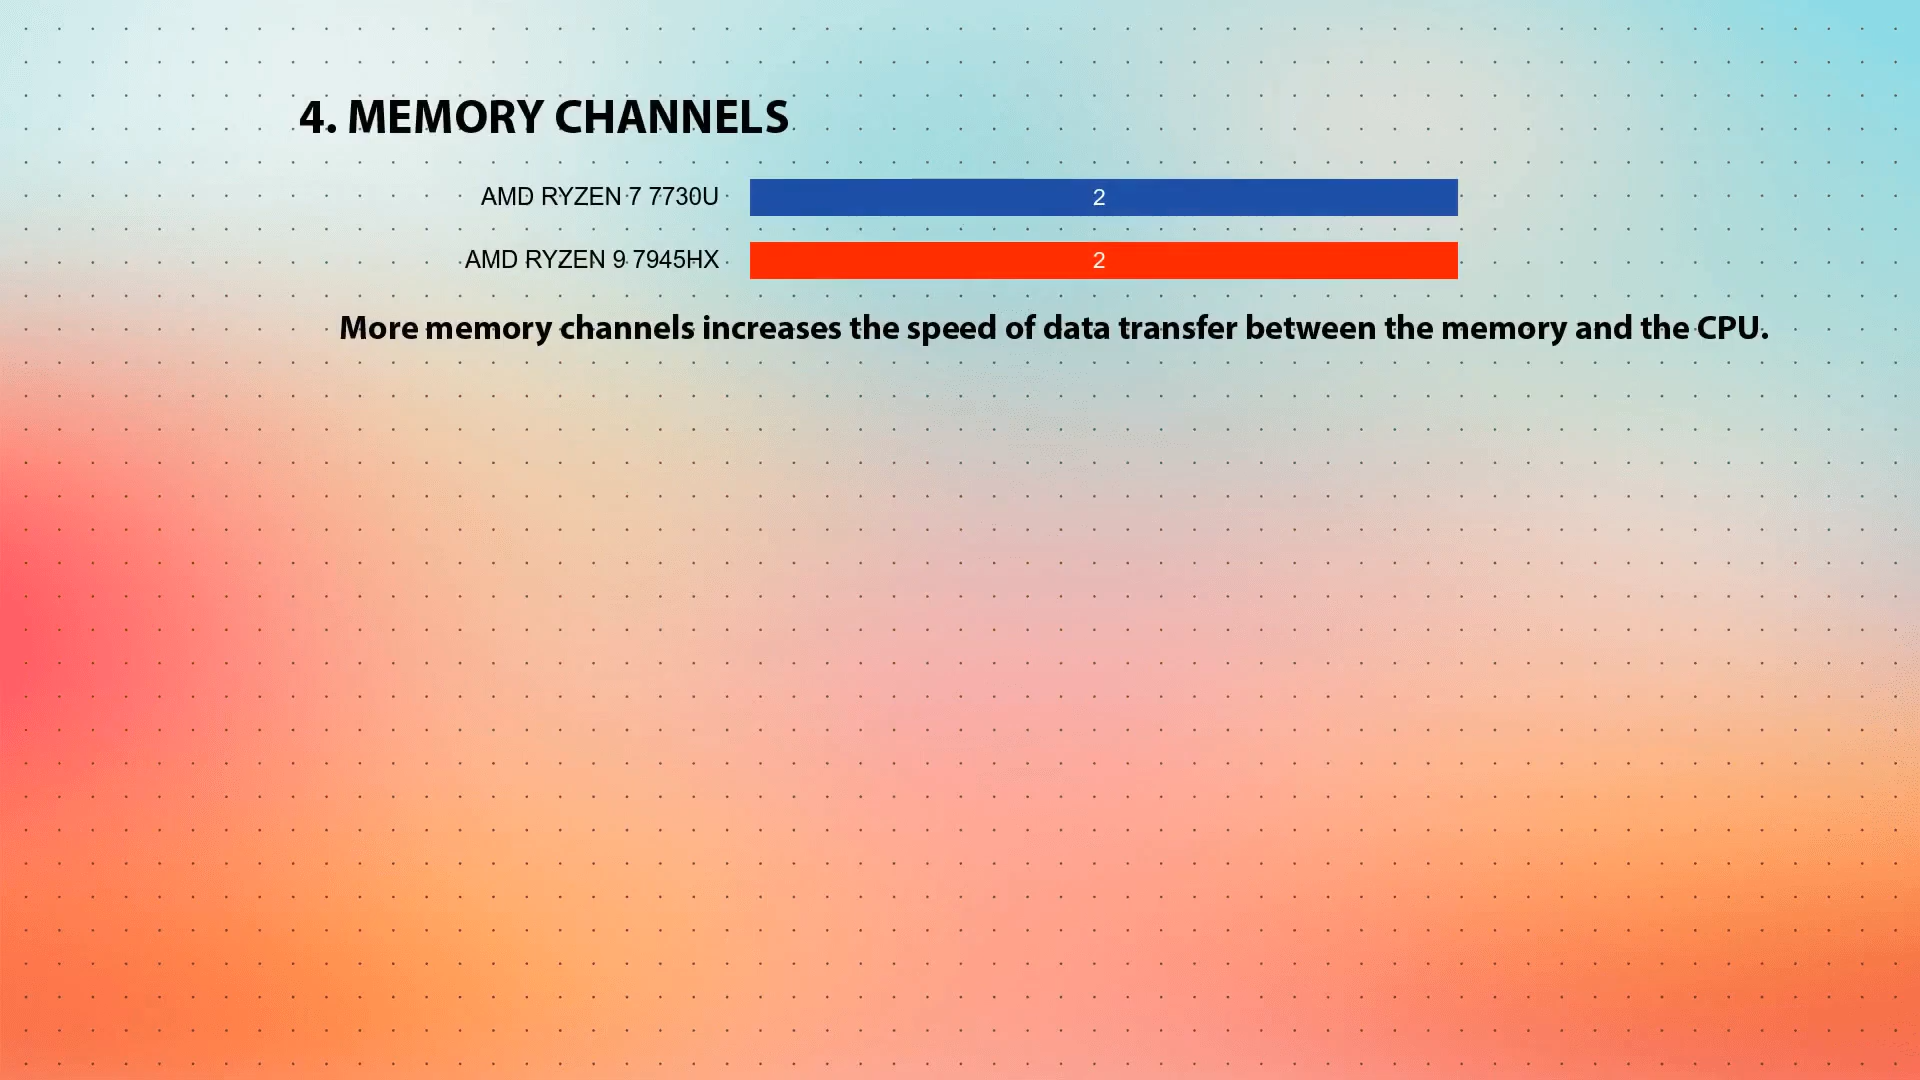 4. MEMORY CHANNELS
AMD RYZEN 7 7730U 2
AMD RYZEN 9 7945HX 2
More memory channels increases the speed of data transfer between the memory and the CPU.